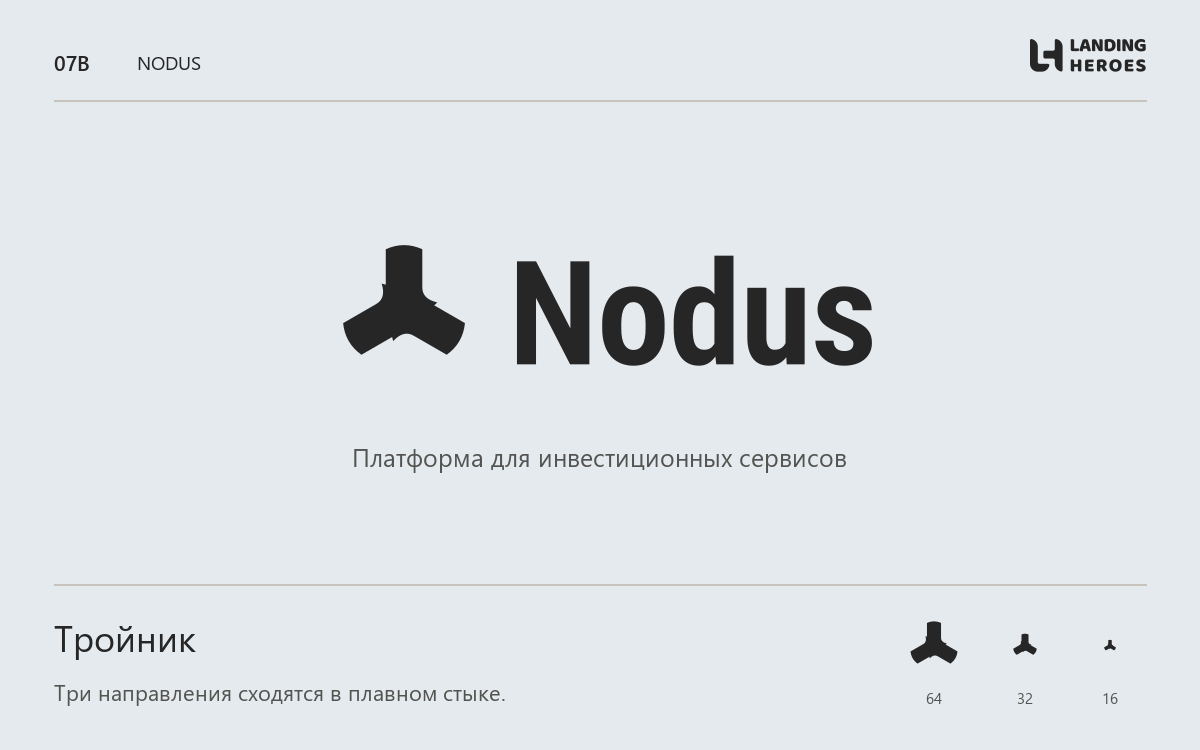 07B NODUS
LANDING
HEROES
Nodus
Платформа для инвестиционных сервисов
Тройник
Три направления сходятся в плавном стыке.
64 32 16